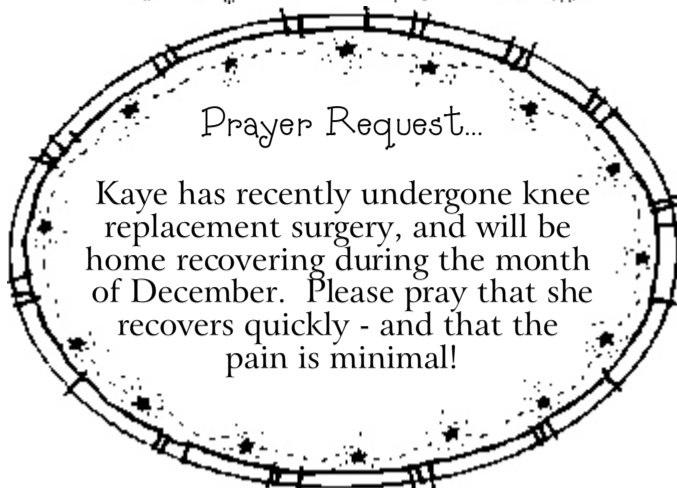 Prayer Request...
Kaye has recently undergone knee
replacement surgery, and will be
home recovering during the month
of December.  Please pray that she
recovers quickly - and that the
pain is minimal!